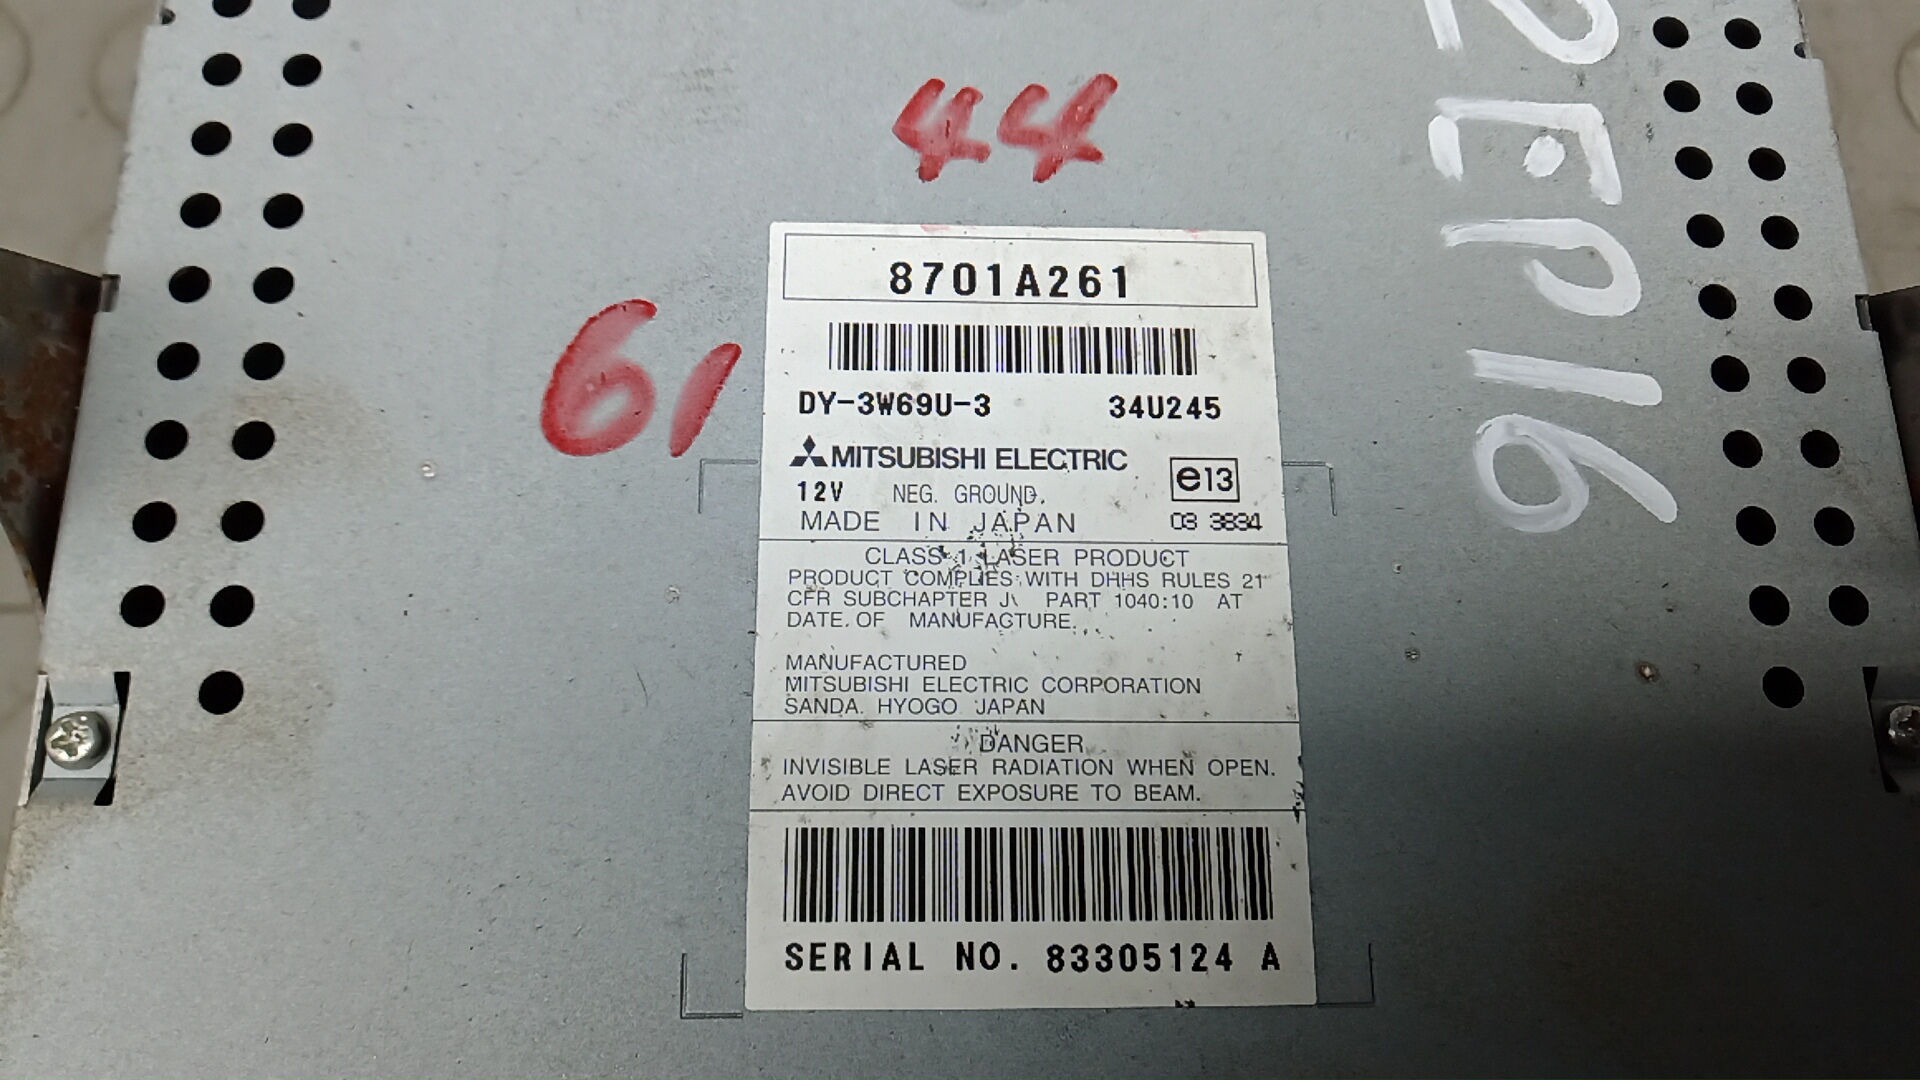 44
61
8701A261
DY-3W69U-3 34U245
MITSUBISHI ELECTRIC
e13
12V NEG. GROUND.
MADE IN JAPAN 03 3834
CLASS 1 LASER PRODUCT
PRODUCT COMPLIES WITH DHHS RULES 21
CFR SUBCHAPTER J PART 1040:10 AT
DATE. OF MANUFACTURE.
MANUFACTURED
MITSUBISHI ELECTRIC CORPORATION
SANDA. HYOGO JAPAN
DANGER
INVISIBLE LASER RADIATION WHEN OPEN.
AVOID DIRECT EXPOSURE TO BEAM.
SERIAL NO. 83305124 A
2EP16